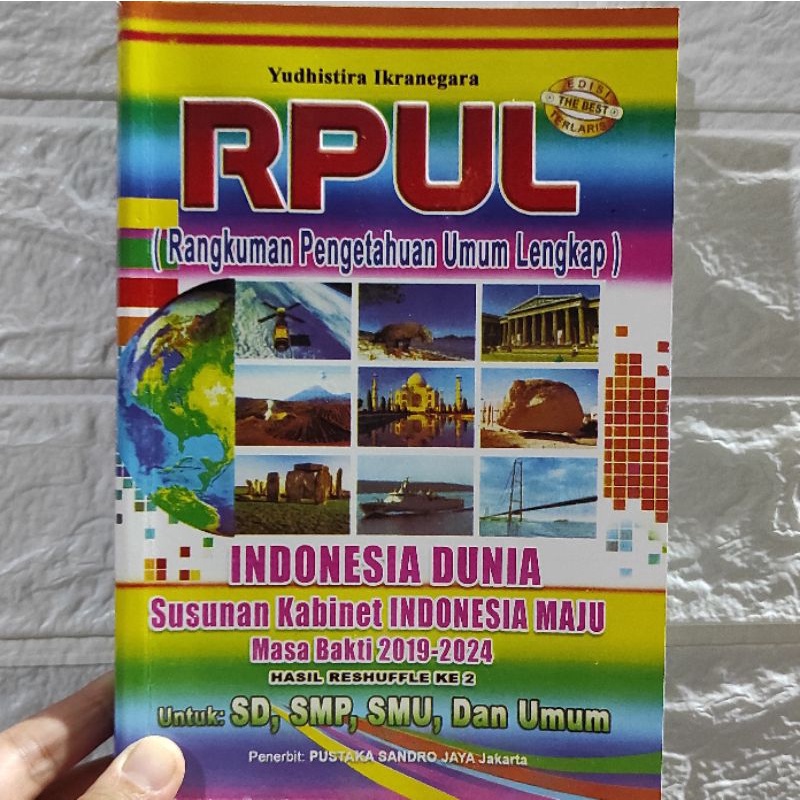 Yudhistira Ikranegara
EDISI
THE BEST
TERLARIS
RPUL
( Rangkuman Pengetahuan Umum Lengkap )
INDONESIA DUNIA
Susunan Kabinet INDONESIA MAJU
Masa Bakti 2019-2024
HASIL RESHUFFLE KE 2
Untuk: SD, SMP, SMU, Dan Umum
Penerbit: PUSTAKA SANDRO JAYA Jakarta